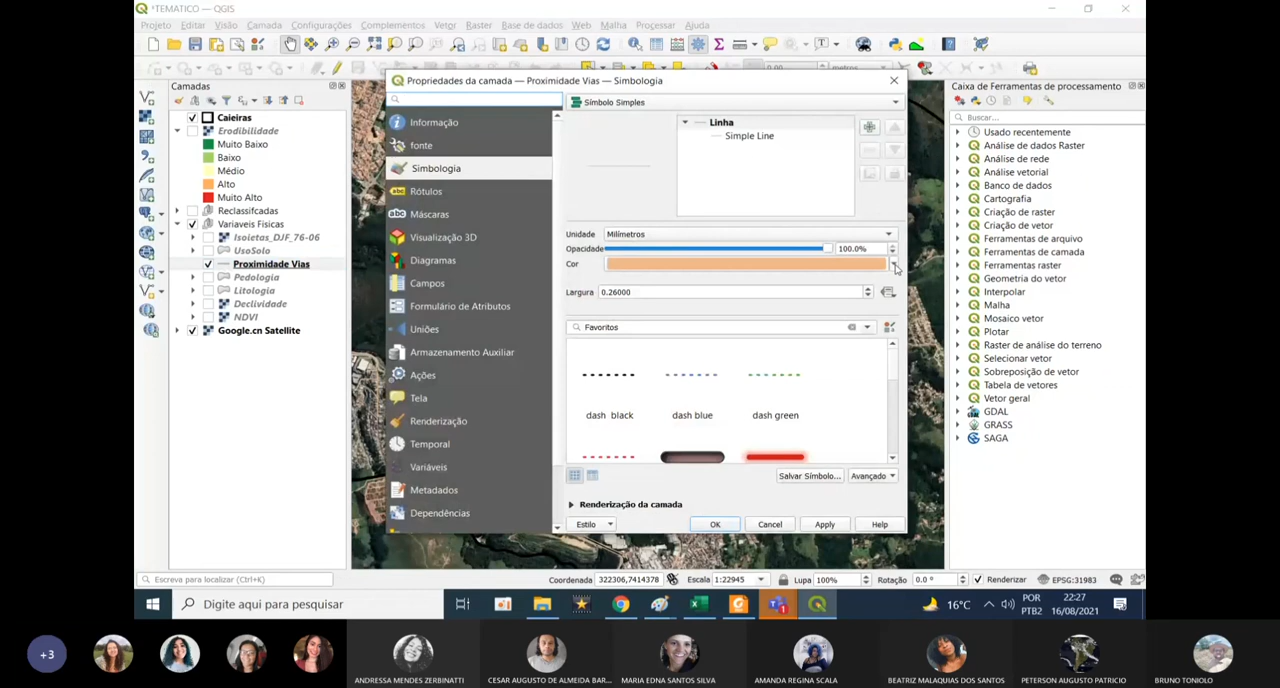 *TEMATICO — QGIS
Projeto Editar Visão Camada Configurações Complementos Vetor Raster Base de dados Web Malha Processar Ajuda
0.00 metros
Camadas
Caieiras
Erodibilidade
Muito Baixo
Baixo
Médio
Alto
Muito Alto
Reclassifcadas
Variaveis Fisicas
Isoietas_DJF_76-06
UsoSolo
Proximidade Vias
Pedologia
Litologia
Declividade
NDVI
Google.cn Satellite
Propriedades da camada — Proximidade Vias — Simbologia
Informação
fonte
Simbologia
Rótulos
Máscaras
Visualização 3D
Diagramas
Campos
Formulário de Atributos
Uniões
Armazenamento Auxiliar
Ações
Tela
Renderização
Temporal
Variáveis
Metadados
Dependências
Símbolo Simples
Linha
Simple Line
Unidade Milímetros
Opacidade 100.0%
Cor
Largura 0.26000
Favoritos
dash black dash blue dash green
Salvar Símbolo... Avançado
Renderização da camada
Estilo OK Cancel Apply Help
Caixa de Ferramentas de processamento
Buscar...
Usado recentemente
Análise de dados Raster
Análise de rede
Análise vetorial
Banco de dados
Cartografia
Criação de raster
Criação de vetor
Ferramentas de arquivo
Ferramentas de camada
Ferramentas raster
Geometria do vetor
Interpolar
Malha
Mosaico vetor
Plotar
Raster de análise do terreno
Selecionar vetor
Sobreposição de vetor
Tabela de vetores
Vetor geral
GDAL
GRASS
SAGA
Escreva para localizar (Ctrl+K) Coordenada 322306,7414378 Escala 1:22945 Lupa 100% Rotação 0.0 ° Renderizar EPSG:31983
Digite aqui para pesquisar
16°C
POR
PTB2
22:27
16/08/2021
+3
ANDRESSA MENDES ZERBINATTI
CESAR AUGUSTO DE ALMEIDA BAR...
MARIA EDNA SANTOS SILVA
AMANDA REGINA SCALA
BEATRIZ MALAQUIAS DOS SANTOS
PETERSON AUGUSTO PATRICIO
BRUNO TONIOLO